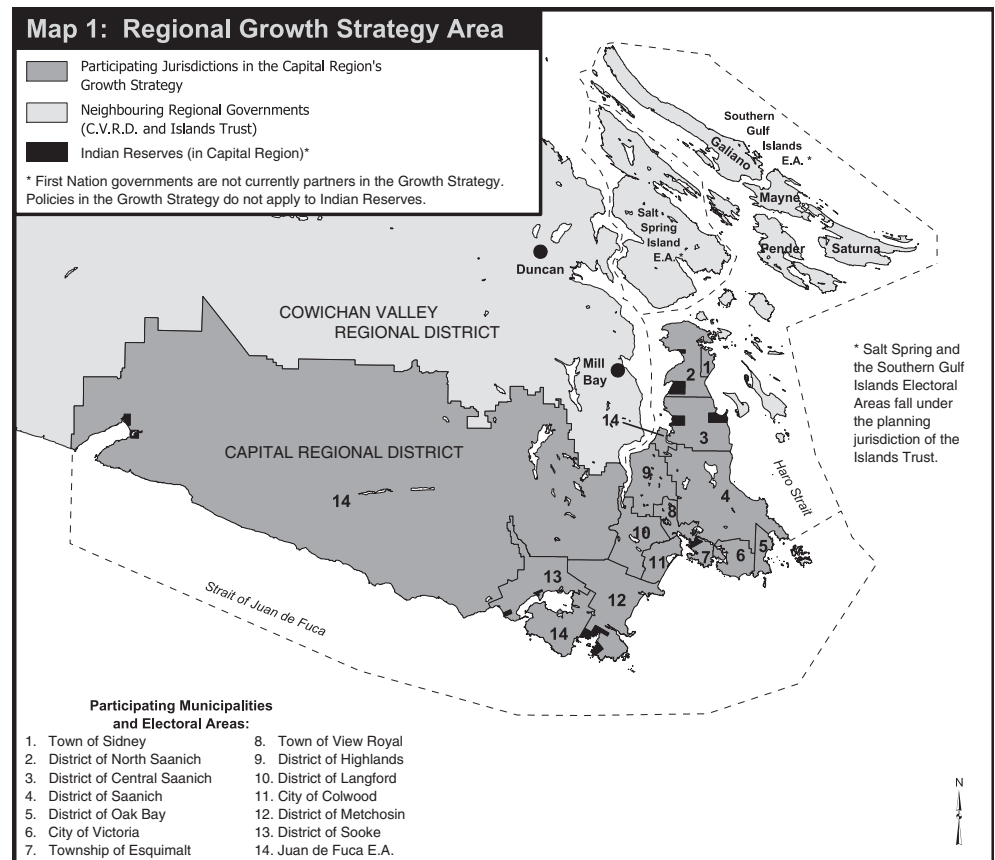 Map 1: Regional Growth Strategy Area
Participating Jurisdictions in the Capital Region's
Growth Strategy
Neighbouring Regional Governments
(C.V.R.D. and Islands Trust)
Indian Reserves (in Capital Region)*
* First Nation governments are not currently partners in the Growth Strategy.
Policies in the Growth Strategy do not apply to Indian Reserves.
Southern
Gulf
Islands
E.A. *
Galiano
Mayne
Pender
Saturna
Salt
Spring
Island
E.A. *
Duncan
COWICHAN VALLEY
REGIONAL DISTRICT
Mill
Bay
* Salt Spring and
the Southern Gulf
Islands Electoral
Areas fall under
the planning
jurisdiction of the
Islands Trust.
1
2
14
3
CAPITAL REGIONAL DISTRICT
Haro Strait
9
4
14
8
10
5
6
7
11
13
12
14
Strait of Juan de Fuca
Participating Municipalities
and Electoral Areas:
1. Town of Sidney
2. District of North Saanich
3. District of Central Saanich
4. District of Saanich
5. District of Oak Bay
6. City of Victoria
7. Township of Esquimalt
8. Town of View Royal
9. District of Highlands
10. District of Langford
11. City of Colwood
12. District of Metchosin
13. District of Sooke
14. Juan de Fuca E.A.
N